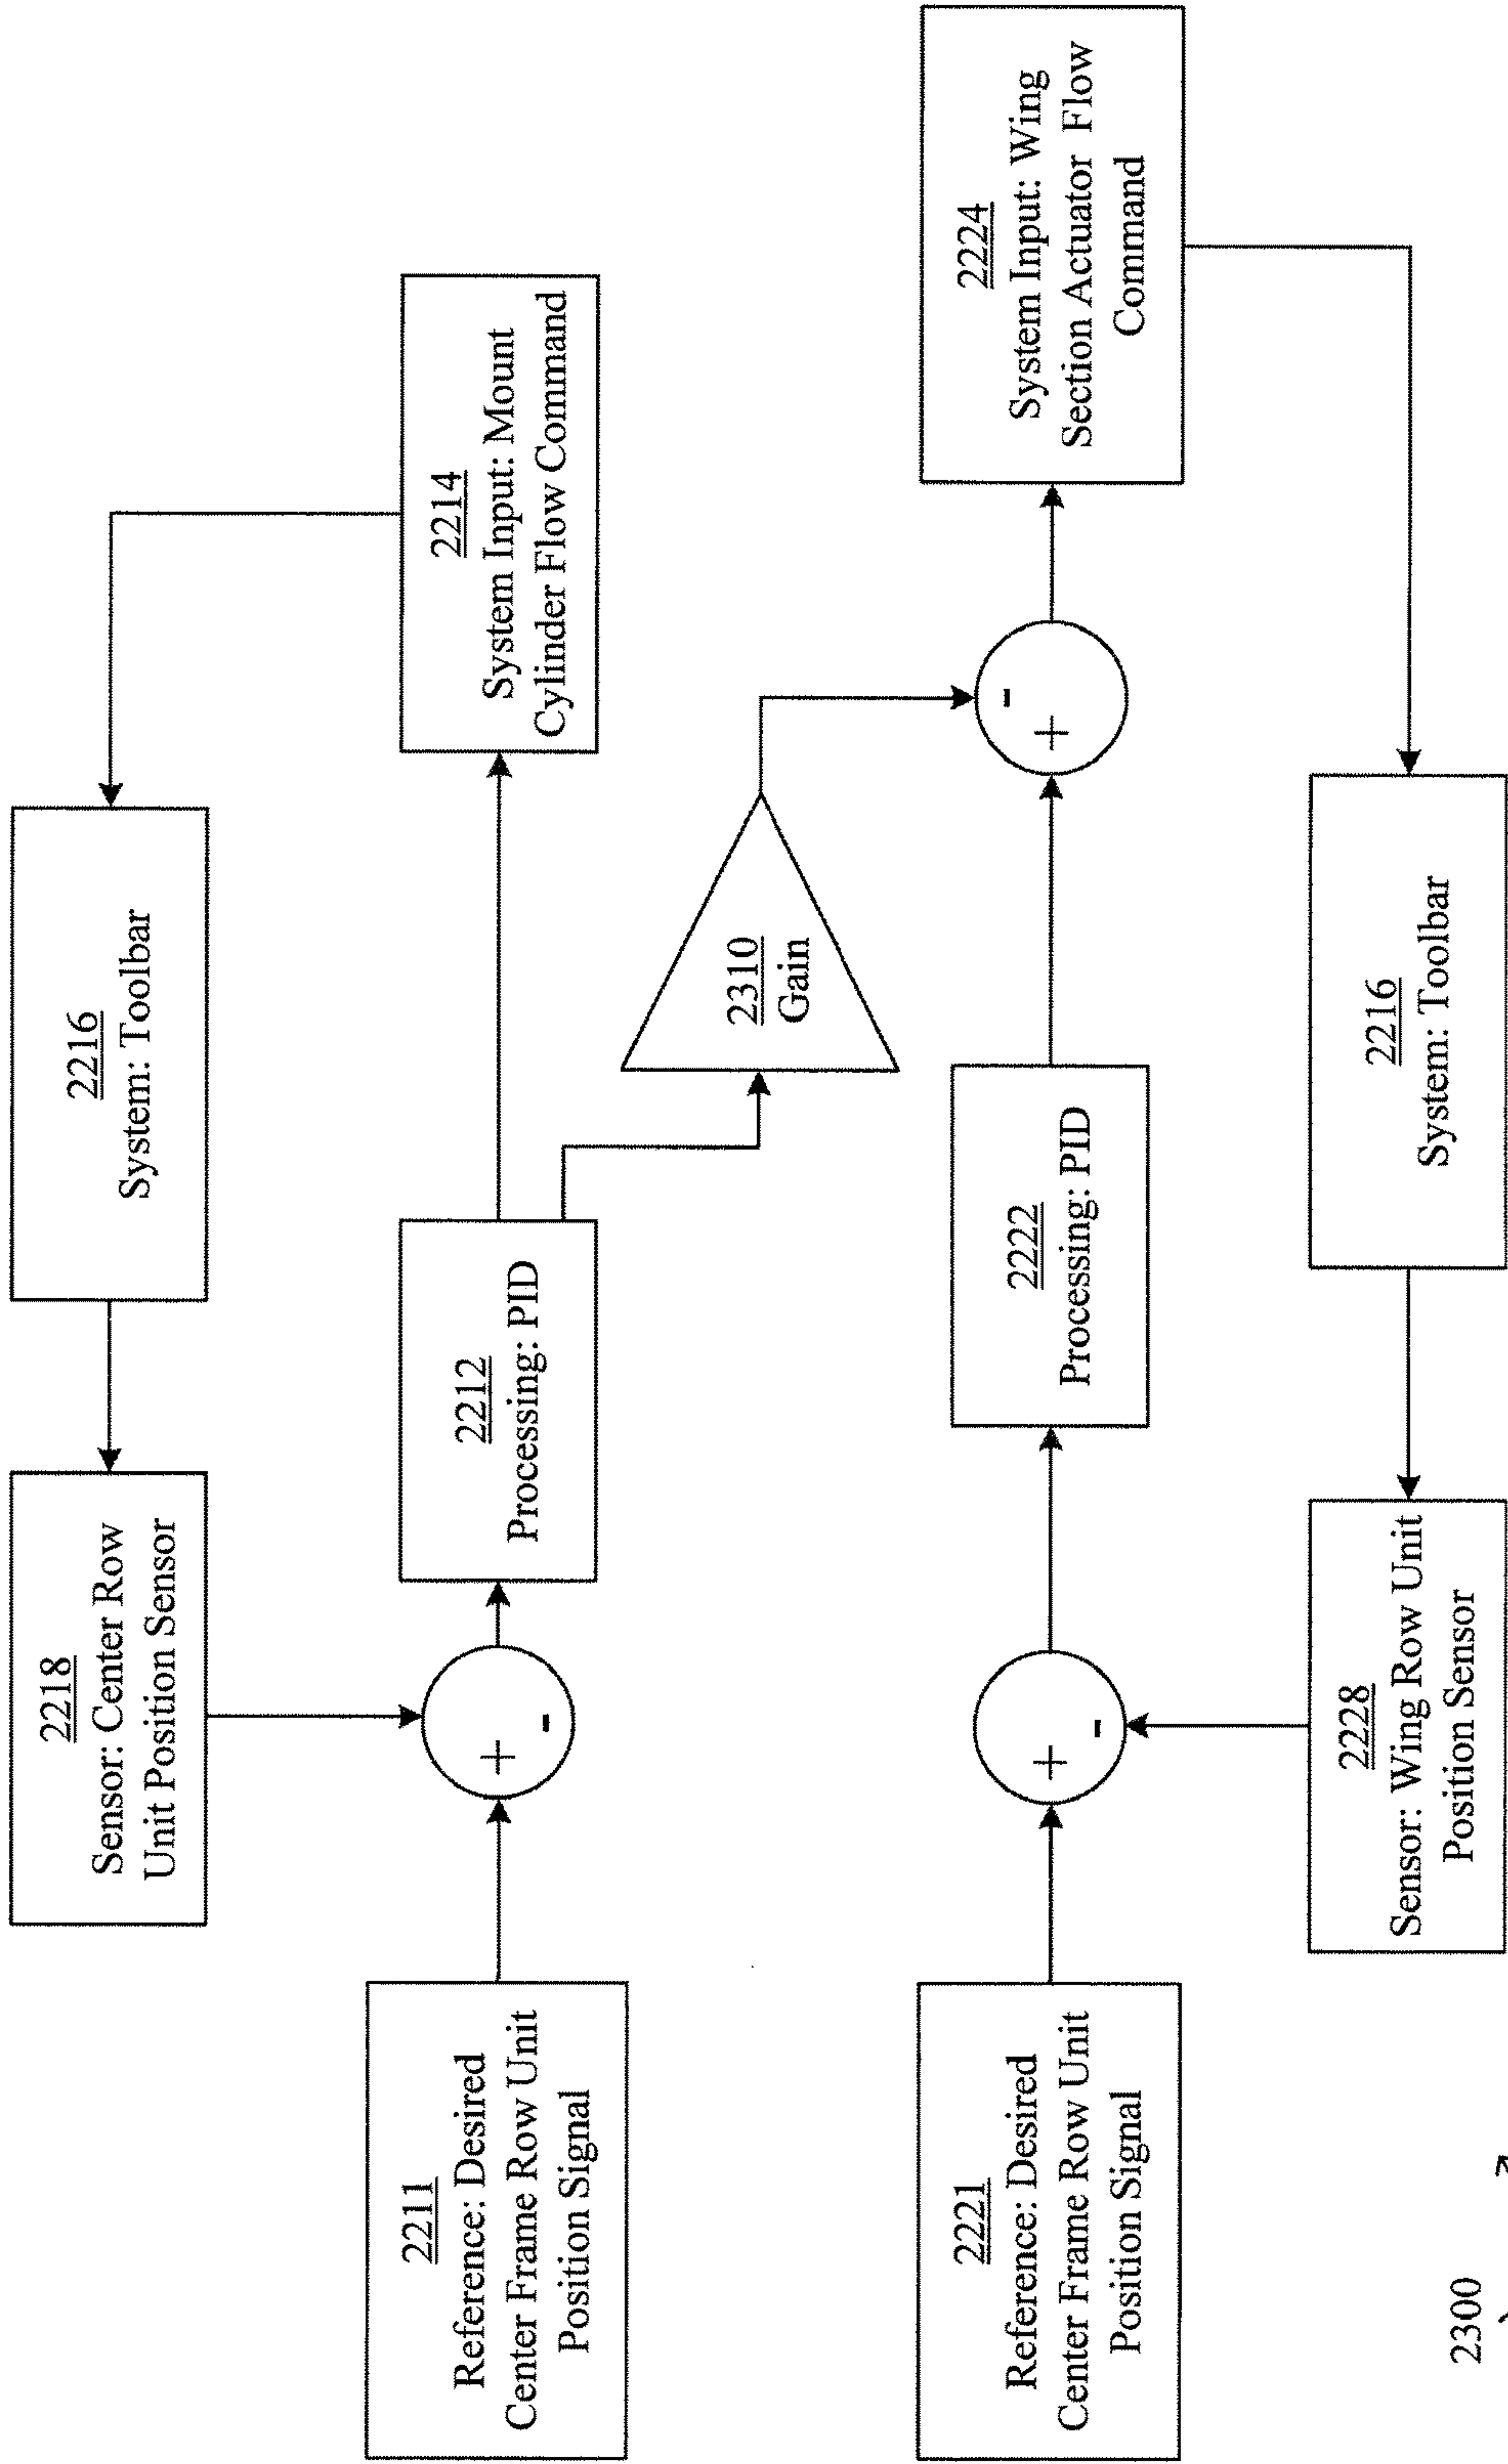 2218
Sensor: Center Row
Unit Position Sensor
2216
System: Toolbar
2211
Reference: Desired
Center Frame Row Unit
Position Signal
+
-
2212
Processing: PID
2214
System Input: Mount
Cylinder Flow Command
2310
Gain
2221
Reference: Desired
Center Frame Row Unit
Position Signal
+
-
2222
Processing: PID
+
-
2224
System Input: Wing
Section Actuator Flow
Command
2228
Sensor: Wing Row Unit
Position Sensor
2216
System: Toolbar
2300